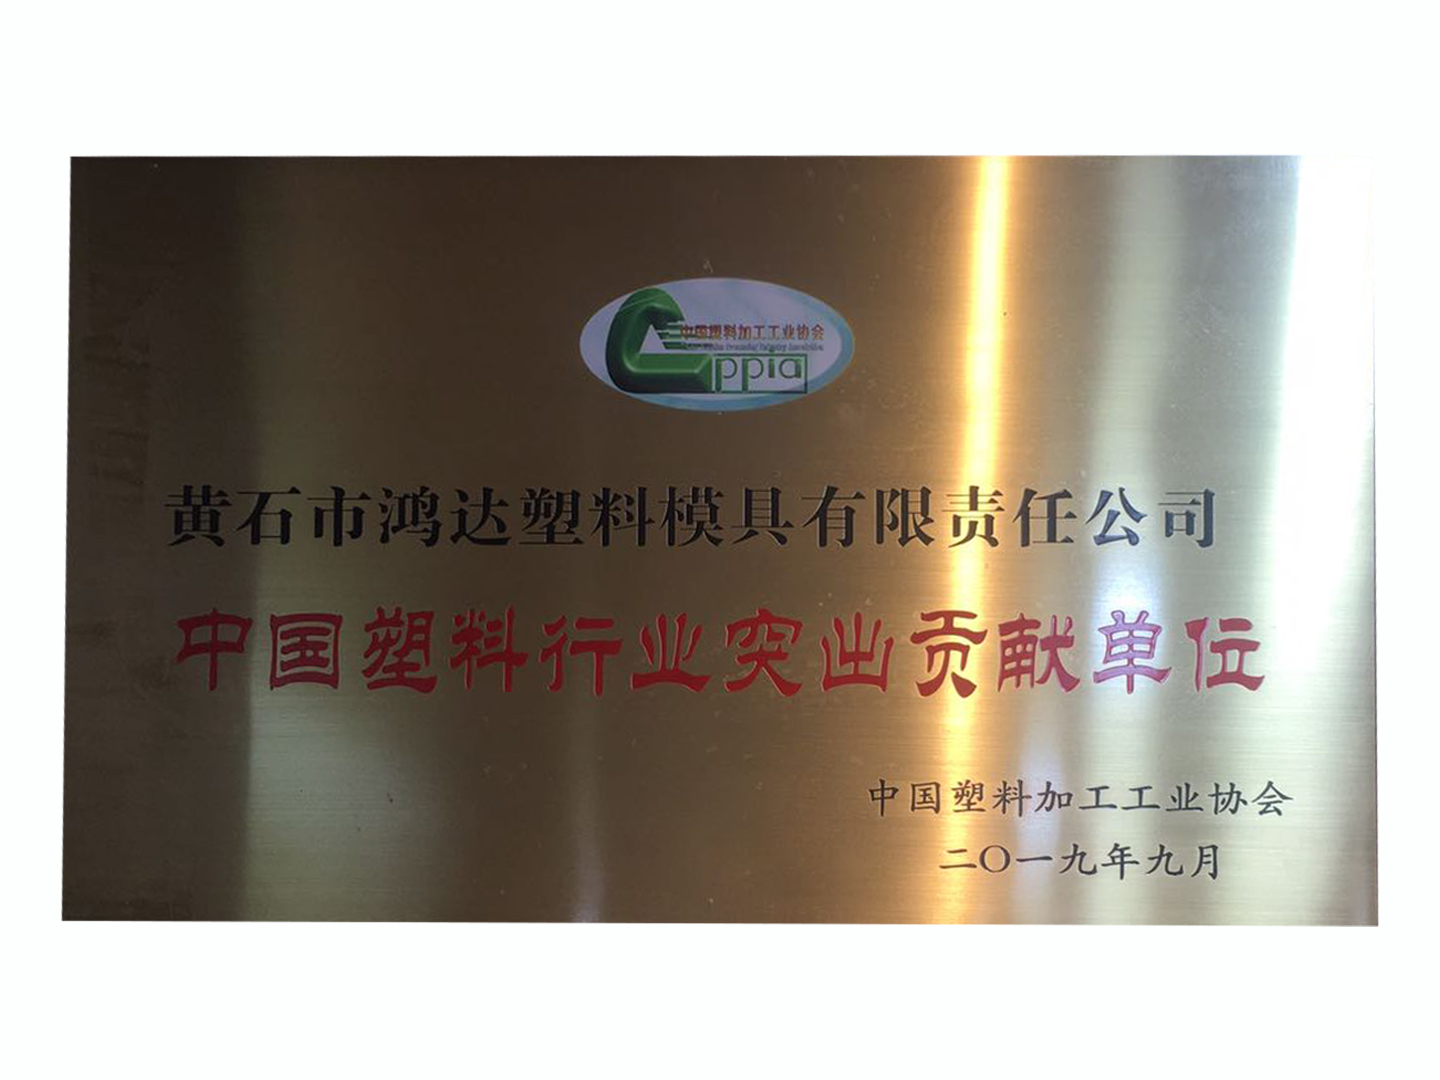 中国塑料加工工业协会
cppia
黄石市鸿达塑料模具有限责任公司
中国塑料行业突出贡献单位
中国塑料加工工业协会
二〇一九年九月